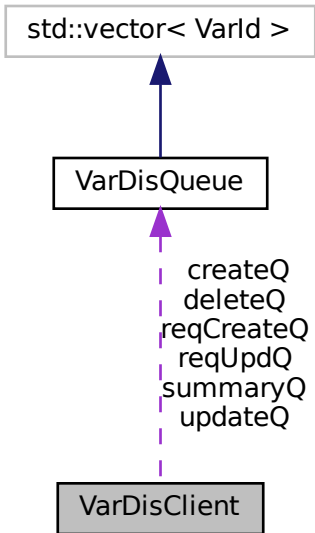 std::vector< VarId >
VarDisQueue
createQ
deleteQ
reqCreateQ
reqUpdQ
summaryQ
updateQ
VarDisClient